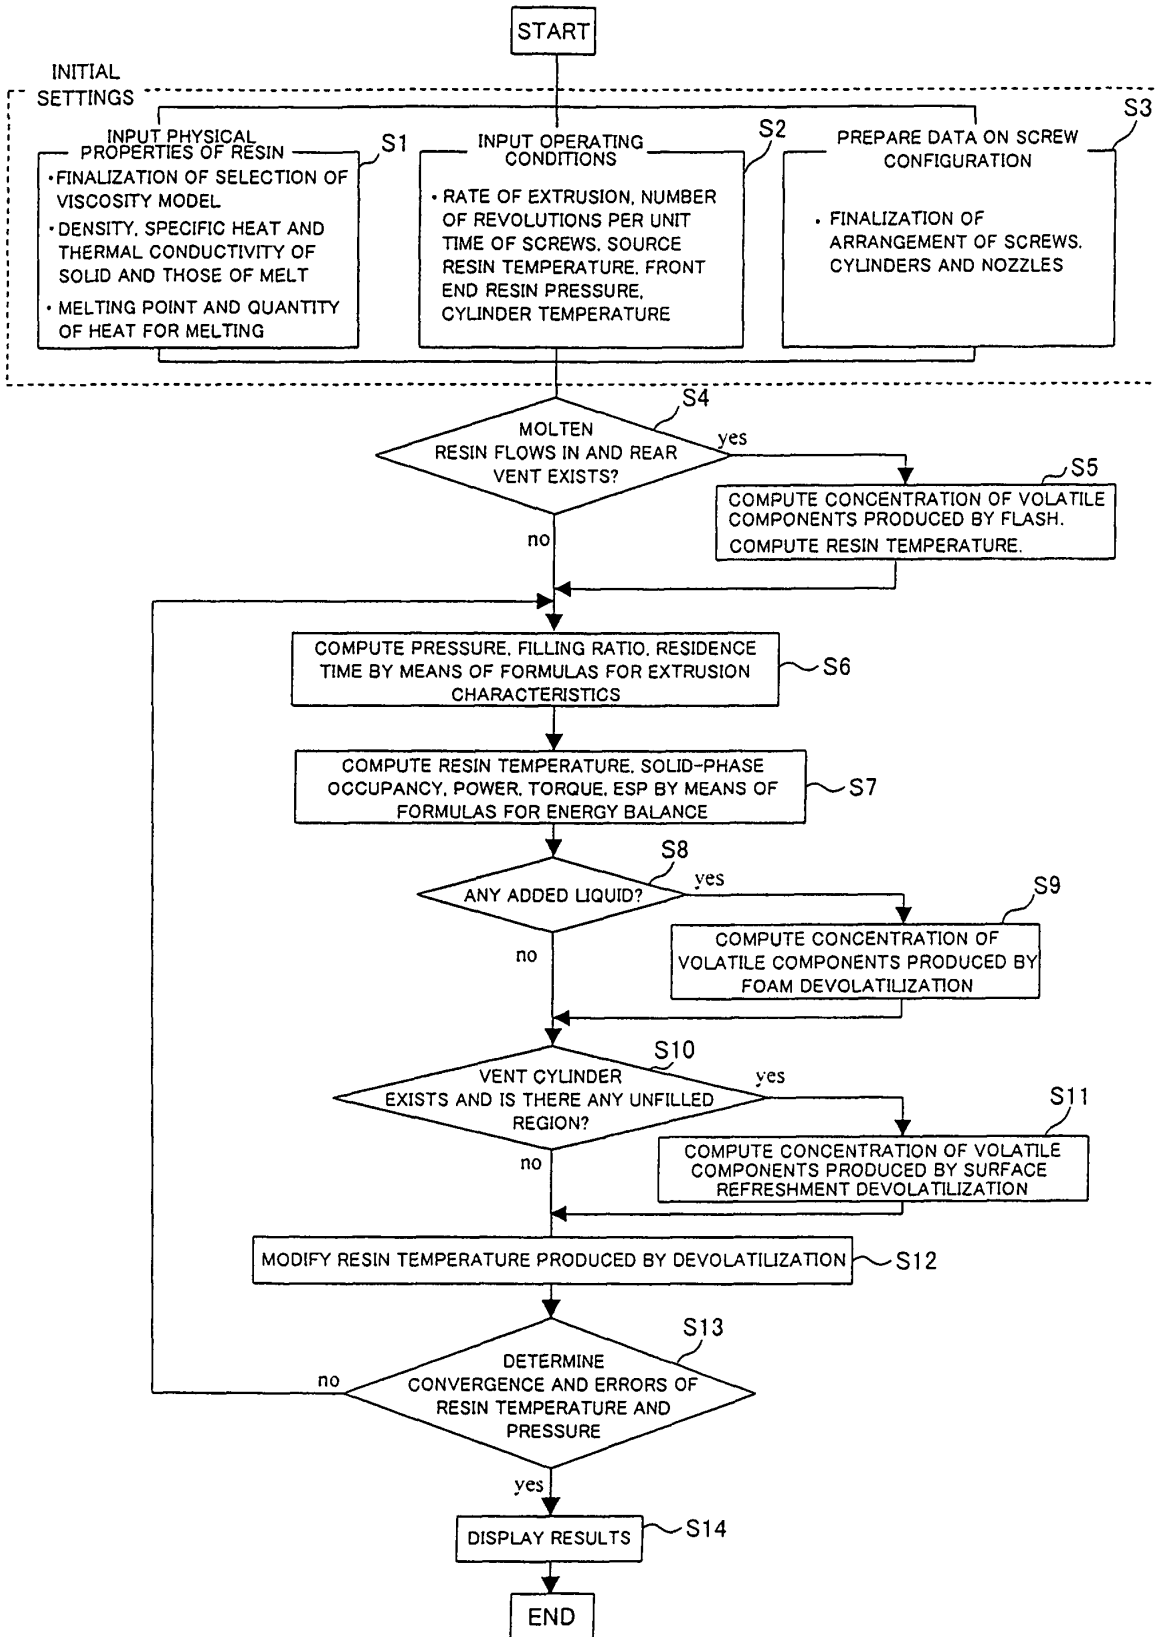 START
INITIAL
SETTINGS
INPUT PHYSICAL
PROPERTIES OF RESIN
S1
•FINALIZATION OF SELECTION OF
VISCOSITY MODEL
•DENSITY, SPECIFIC HEAT AND
THERMAL CONDUCTIVITY OF
SOLID AND THOSE OF MELT
•MELTING POINT AND QUANTITY
OF HEAT FOR MELTING
INPUT OPERATING
CONDITIONS
S2
•RATE OF EXTRUSION, NUMBER
OF REVOLUTIONS PER UNIT
TIME OF SCREWS, SOURCE
RESIN TEMPERATURE, FRONT
END RESIN PRESSURE,
CYLINDER TEMPERATURE
PREPARE DATA ON SCREW
CONFIGURATION
S3
•FINALIZATION OF
ARRANGEMENT OF SCREWS,
CYLINDERS AND NOZZLES
S4
MOLTEN
RESIN FLOWS IN AND REAR
VENT EXISTS?
yes
no
S5
COMPUTE CONCENTRATION OF VOLATILE
COMPONENTS PRODUCED BY FLASH.
COMPUTE RESIN TEMPERATURE.
COMPUTE PRESSURE, FILLING RATIO, RESIDENCE
TIME BY MEANS OF FORMULAS FOR EXTRUSION
CHARACTERISTICS
S6
COMPUTE RESIN TEMPERATURE, SOLID-PHASE
OCCUPANCY, POWER, TORQUE, ESP BY MEANS OF
FORMULAS FOR ENERGY BALANCE
S7
S8
ANY ADDED LIQUID?
yes
no
S9
COMPUTE CONCENTRATION OF
VOLATILE COMPONENTS PRODUCED BY
FOAM DEVOLATILIZATION
S10
VENT CYLINDER
EXISTS AND IS THERE ANY UNFILLED
REGION?
yes
no
S11
COMPUTE CONCENTRATION OF VOLATILE
COMPONENTS PRODUCED BY SURFACE
REFRESHMENT DEVOLATILIZATION
MODIFY RESIN TEMPERATURE PRODUCED BY DEVOLATILIZATION
S12
S13
DETERMINE
CONVERGENCE AND ERRORS OF
RESIN TEMPERATURE AND
PRESSURE
no
yes
DISPLAY RESULTS
S14
END